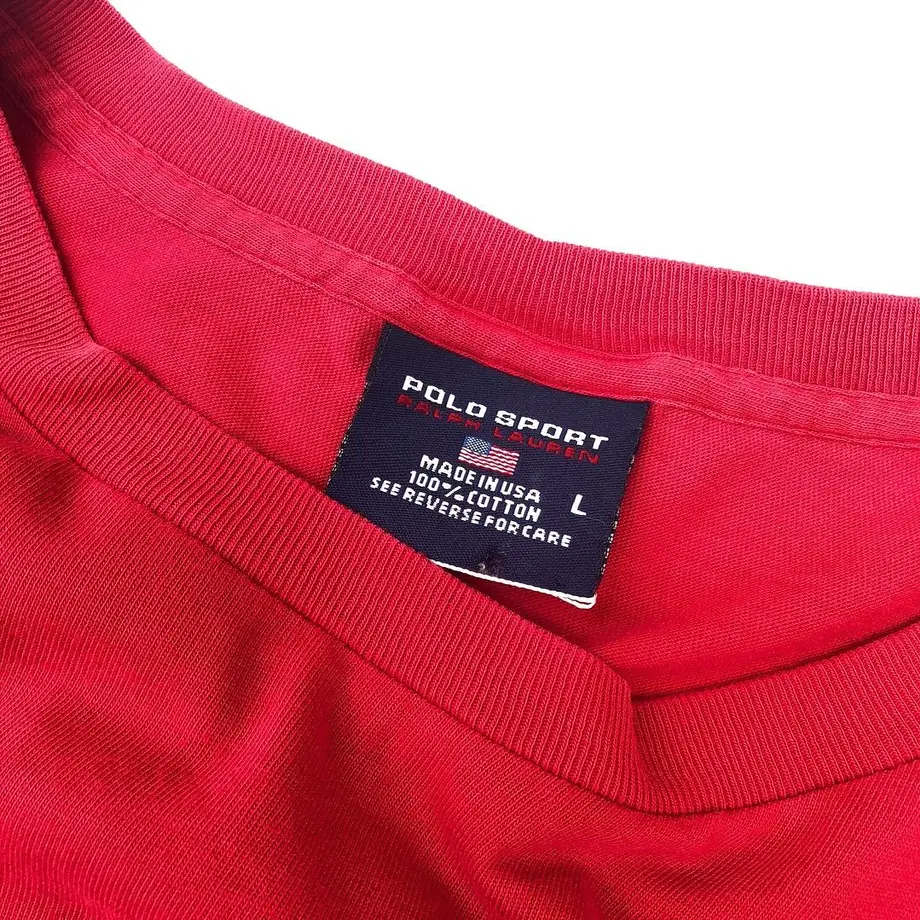 POLO SPORT
RALPH LAUREN
MADE IN USA
100% COTTON
SEE REVERSE FOR CARE
L